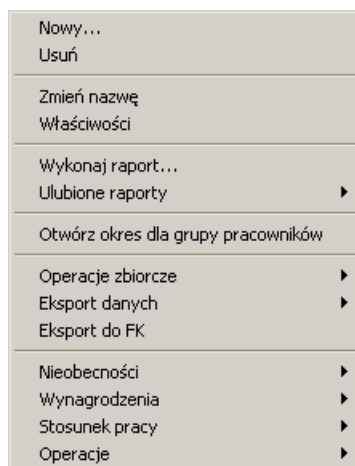 Nowy...
Usuń
Zmień nazwę
Właściwości
Wykonaj raport...
Ulubione raporty
Otwórz okres dla grupy pracowników
Operacje zbiorcze
Eksport danych
Eksport do FK
Nieobecności
Wynagrodzenia
Stosunek pracy
Operacje